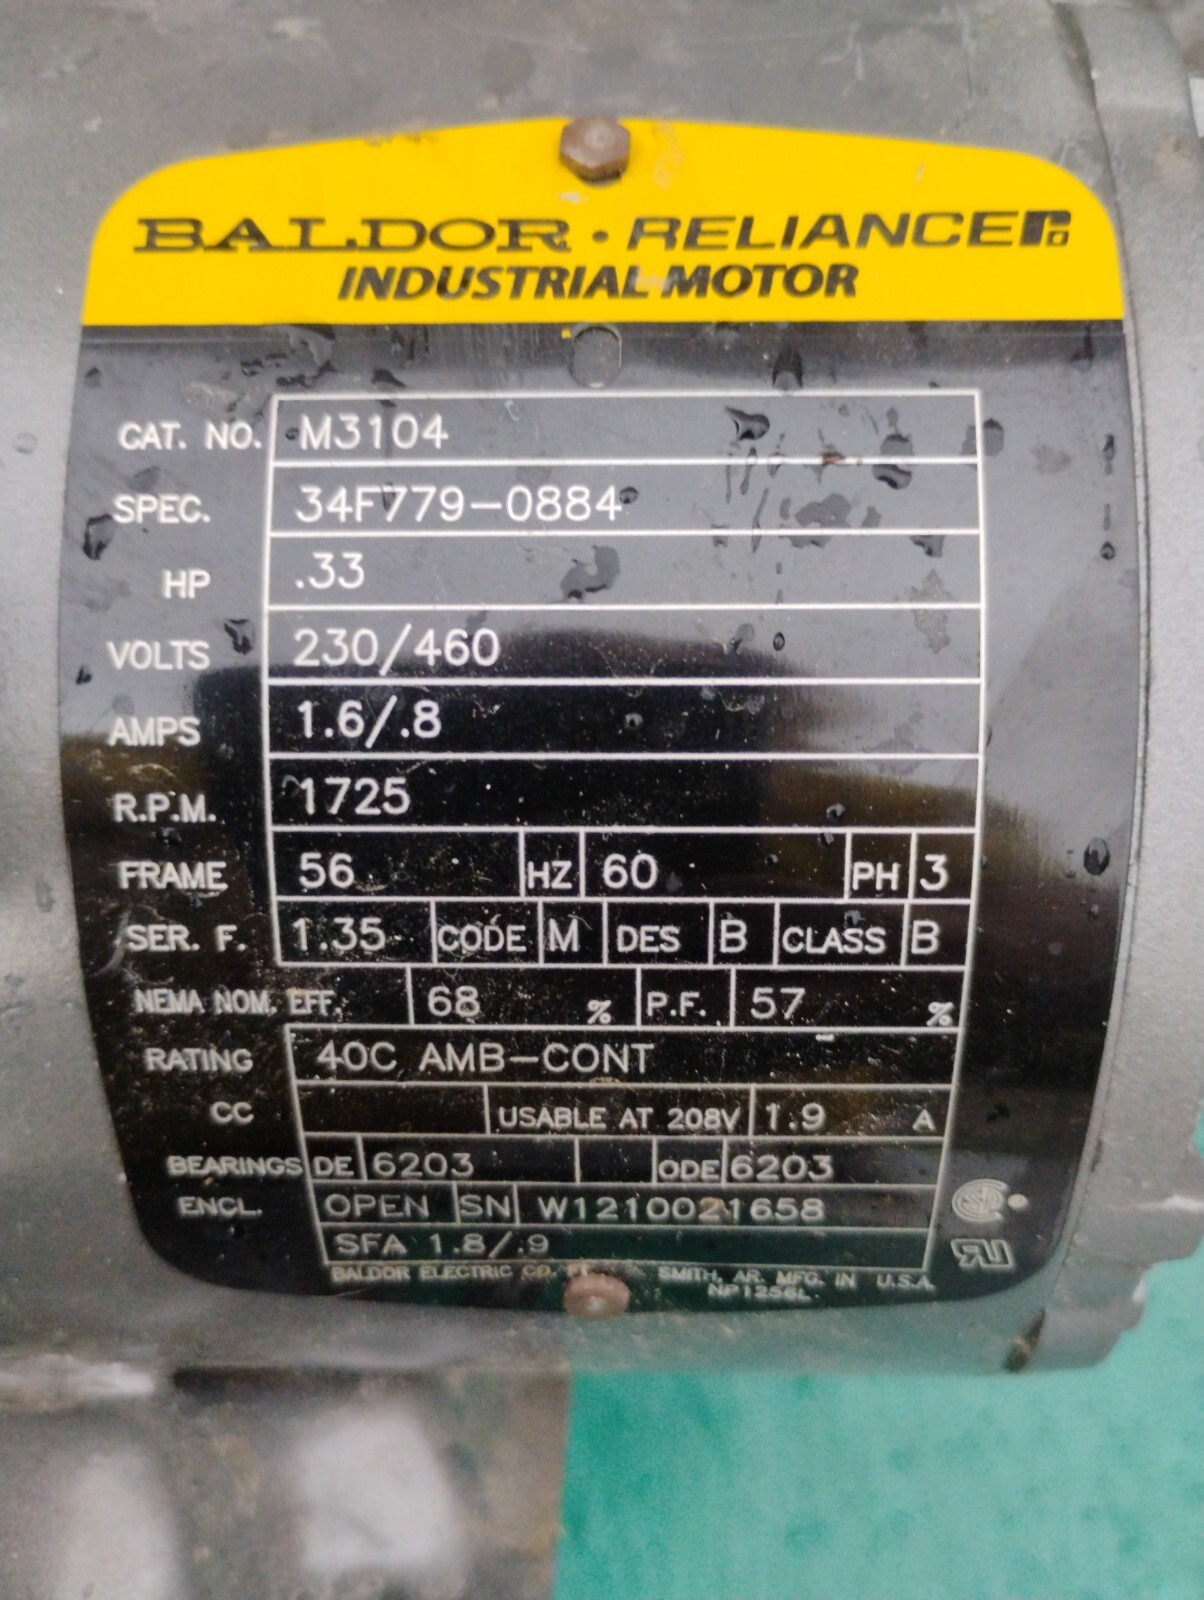 BALDOR · RELIANCE
INDUSTRIAL MOTOR
CAT. NO. M3104
SPEC. 34F779-0884
HP .33
VOLTS 230/460
AMPS 1.6/.8
R.P.M. 1725
FRAME 56 HZ 60 PH 3
SER. F. 1.35 CODE M DES B CLASS B
NEMA NOM. EFF. 68 % P.F. 57 %
RATING 40C AMB-CONT
CC USABLE AT 208V 1.9 A
BEARINGS DE 6203 ODE 6203
ENCL. OPEN SN W1210021658
SFA 1.8/.9
BALDOR ELECTRIC CO. SMITH, AR. MFG. IN U.S.A.
NP1256L